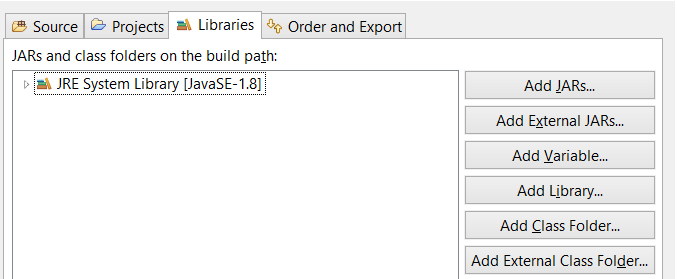 Source Projects Libraries Order and Export
JARs and class folders on the build path:
JRE System Library [JavaSE-1.8]
Add JARs...
Add External JARs...
Add Variable...
Add Library...
Add Class Folder...
Add External Class Folder...